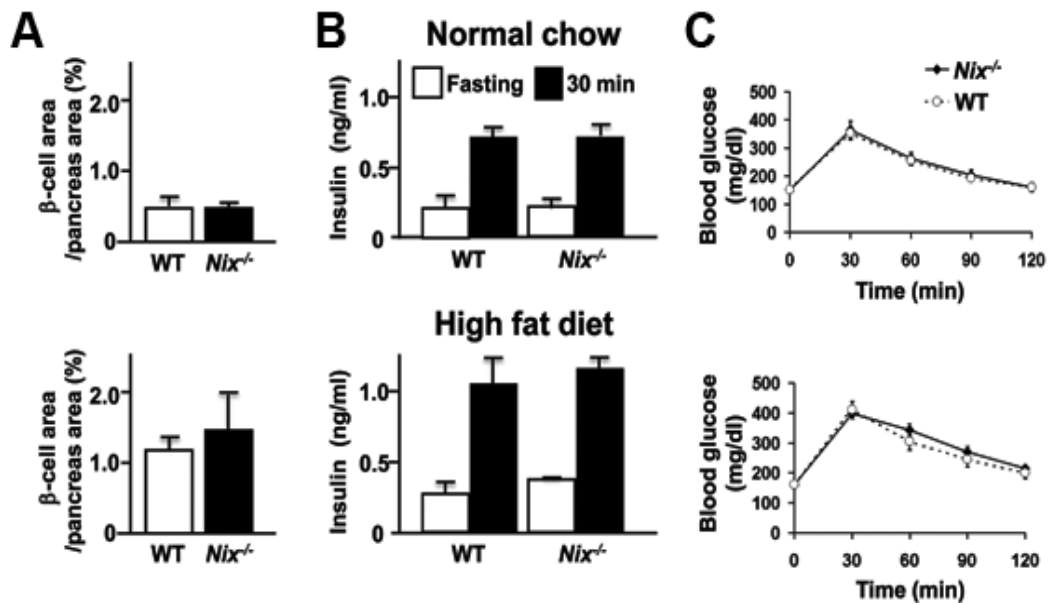 A
B
C
Normal chow
β-cell area
/pancreas area (%)
2.0
1.0
0
WT Nix-/-
Insulin (ng/ml)
Fasting 30 min
1.0
0.5
0
WT Nix-/-
Blood glucose
(mg/dl)
Nix-/-
WT
500
400
300
200
100
0
0 30 60 90 120
Time (min)
High fat diet
β-cell area
/pancreas area (%)
2.0
1.0
0
WT Nix-/-
Insulin (ng/ml)
1.0
0.5
0
WT Nix-/-
Blood glucose
(mg/dl)
500
400
300
200
100
0
0 30 60 90 120
Time (min)